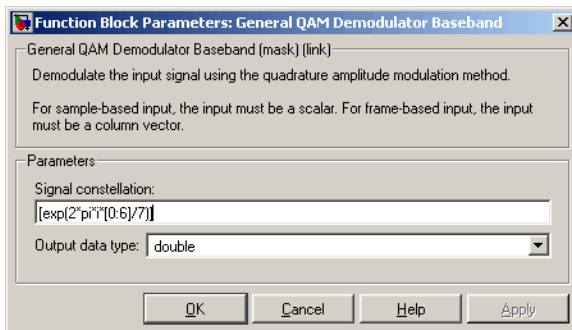 Function Block Parameters: General QAM Demodulator Baseband
General QAM Demodulator Baseband (mask) (link)
Demodulate the input signal using the quadrature amplitude modulation method.
For sample-based input, the input must be a scalar. For frame-based input, the input
must be a column vector.
Parameters
Signal constellation:
[exp(2*pi*i*[0:6]/7)]
Output data type: double
OK Cancel Help Apply